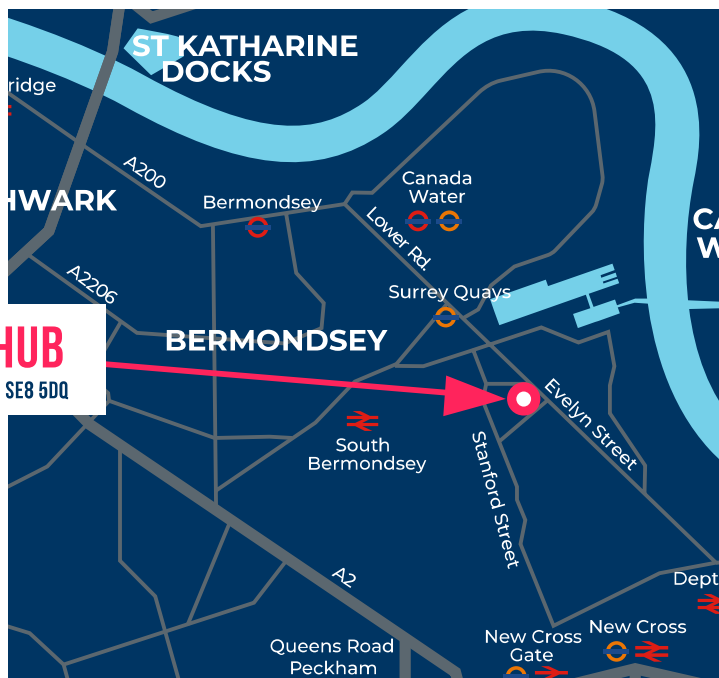 ST KATHARINE
DOCKS
ridge
A200
HWARK
Bermondsey
Canada
Water
Lower Rd.
CA
W
A2206
Surrey Quays
HUB
SE8 5DQ
BERMONDSEY
Evelyn Street
South
Bermondsey
Stanford Street
A2
Dept
Queens Road
Peckham
New Cross
Gate
New Cross